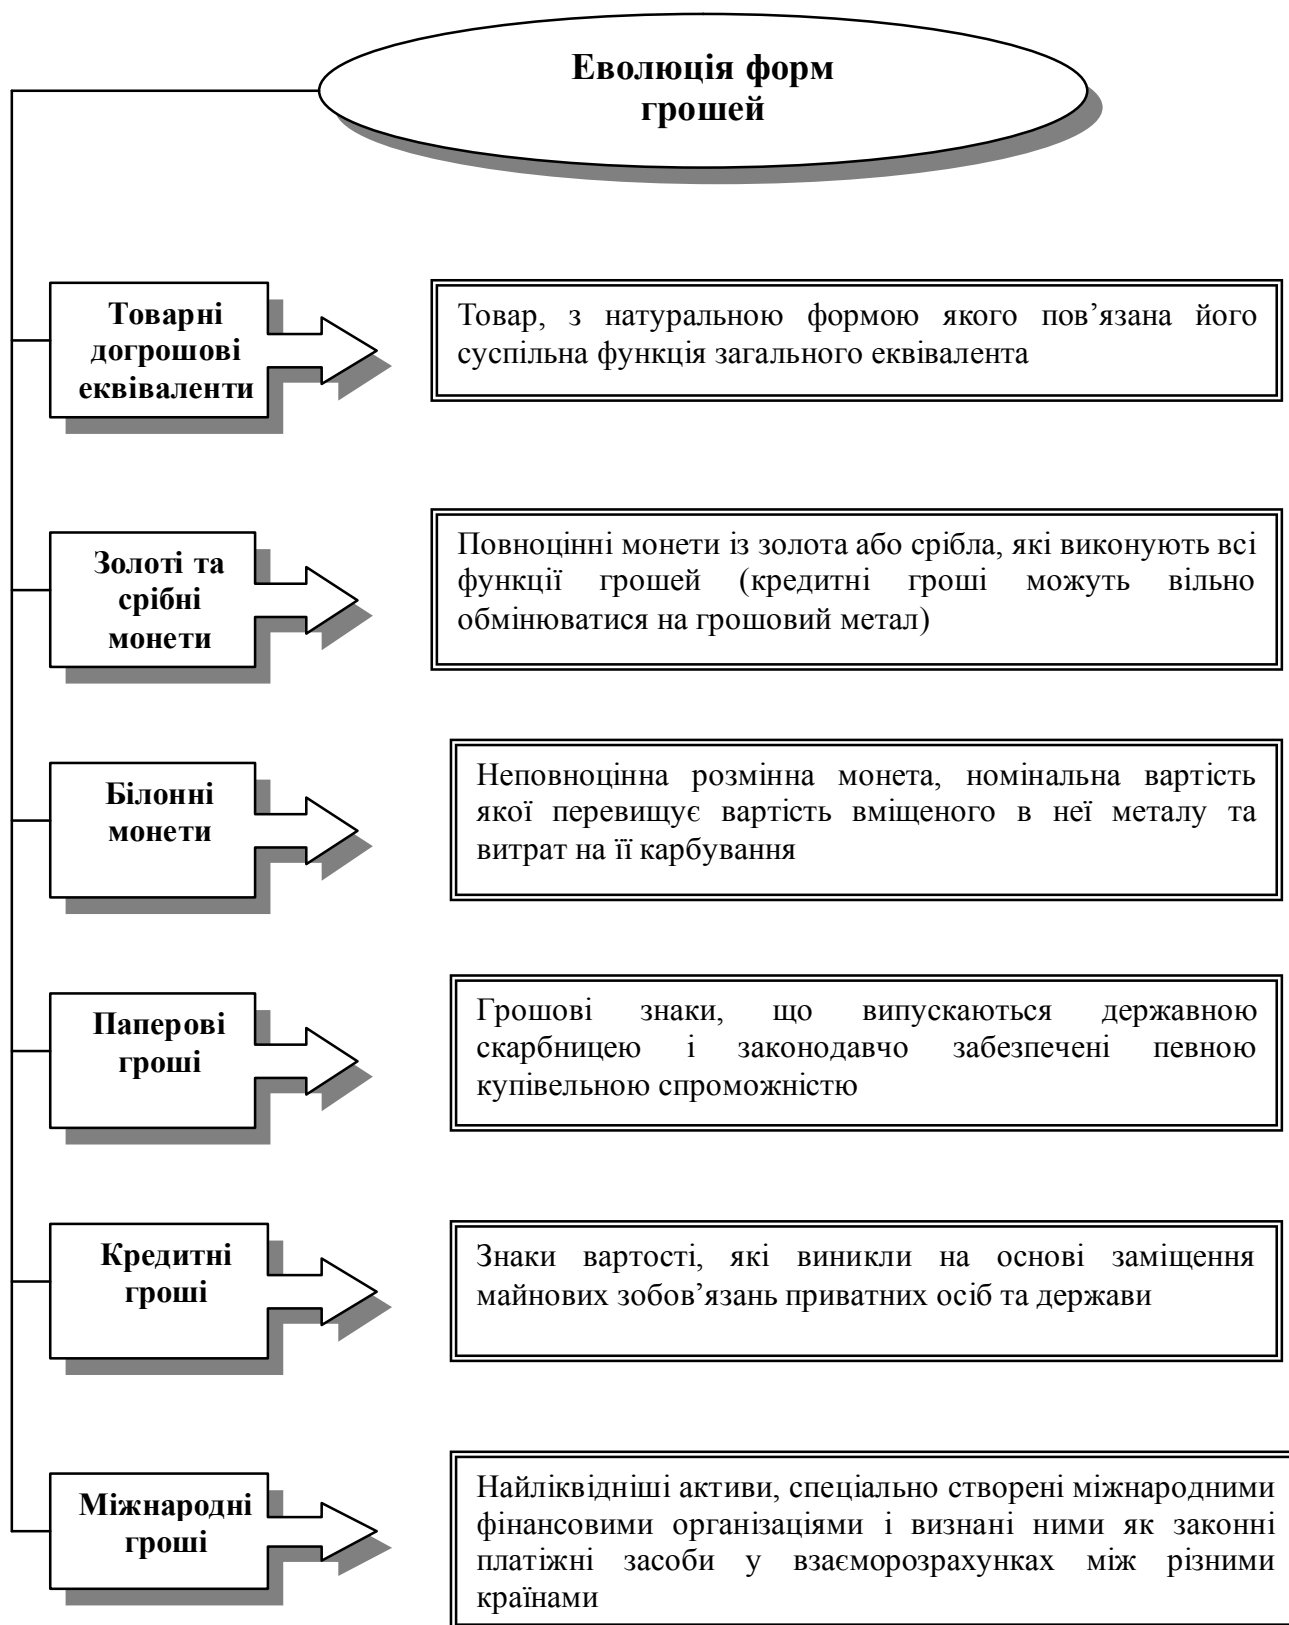 Еволюція форм
грошей
Товарні
догрошові
еквіваленти
Товар, з натуральною формою якого пов’язана його
суспільна функція загального еквівалента
Золоті та
срібні
монети
Повноцінні монети із золота або срібла, які виконують всі
функції грошей (кредитні гроші можуть вільно
обмінюватися на грошовий метал)
Білонні
монети
Неповноцінна розмінна монета, номінальна вартість
якої перевищує вартість вміщеного в неї металу та
витрат на її карбування
Паперові
гроші
Грошові знаки, що випускаються державною
скарбницею і законодавчо забезпечені певною
купівельною спроможністю
Кредитні
гроші
Знаки вартості, які виникли на основі заміщення
майнових зобов’язань приватних осіб та держави
Міжнародні
гроші
Найліквідніші активи, спеціально створені міжнародними
фінансовими організаціями і визнані ними як законні
платіжні засоби у взаєморозрахунках між різними
країнами